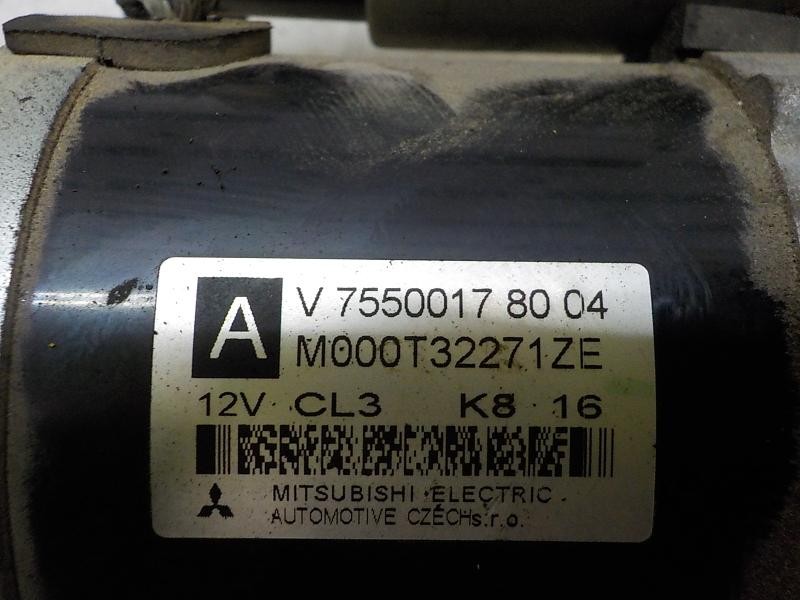 A
V 7550017 80 04
M000T32271ZE
12V CL3 K8 16
MITSUBISHI ELECTRIC
AUTOMOTIVE CZECH s.r.o.